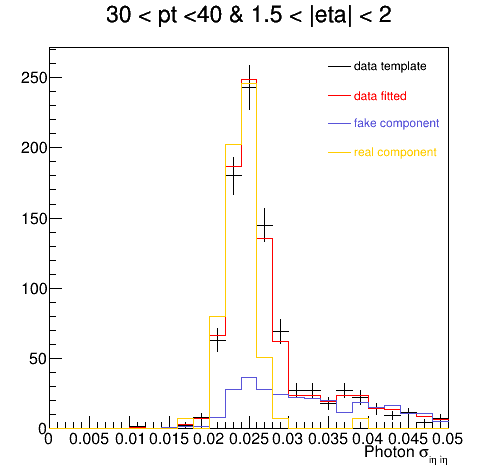 30 < pt <40 & 1.5 < |eta| < 2
data template
data fitted
fake component
real component
250
200
150
100
50
0
0 0.005 0.01 0.015 0.02 0.025 0.03 0.035 0.04 0.045 0.05
Photon σiη iη